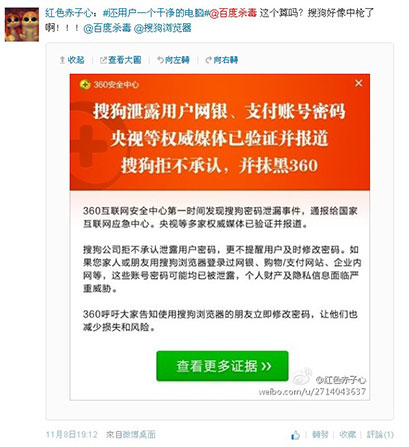 红色赤子心：#还用户一个干净的电脑#@百度杀毒 这个算吗？搜狗好像中枪了
啊！！！@百度杀毒 @搜狗浏览器
收起 查看大圖 向左轉 向右轉
360安全中心
搜狗泄露用户网银、支付账号密码
央视等权威媒体已验证并报道
搜狗拒不承认，并抹黑360
360互联网安全中心第一时间发现搜狗密码泄漏事件，通报给国家
互联网应急中心。央视等多家权威媒体已验证并报道。
搜狗公司拒不承认泄露用户密码，更不提醒用户及时修改密码。如
果您家人或朋友用搜狗浏览器登录过网银、购物/支付网站、企业内
网等，这些账号密码可能均已被泄露，个人财产及隐私信息面临严
重威胁。
360呼吁大家告知使用搜狗浏览器的朋友立即修改密码，让他们也
减少损失和风险。
查看更多证据>>
@红色赤子心
weibo.com/u/2714043637
11月8日19:12 來自微博桌面 轉發 收藏 評論(1)